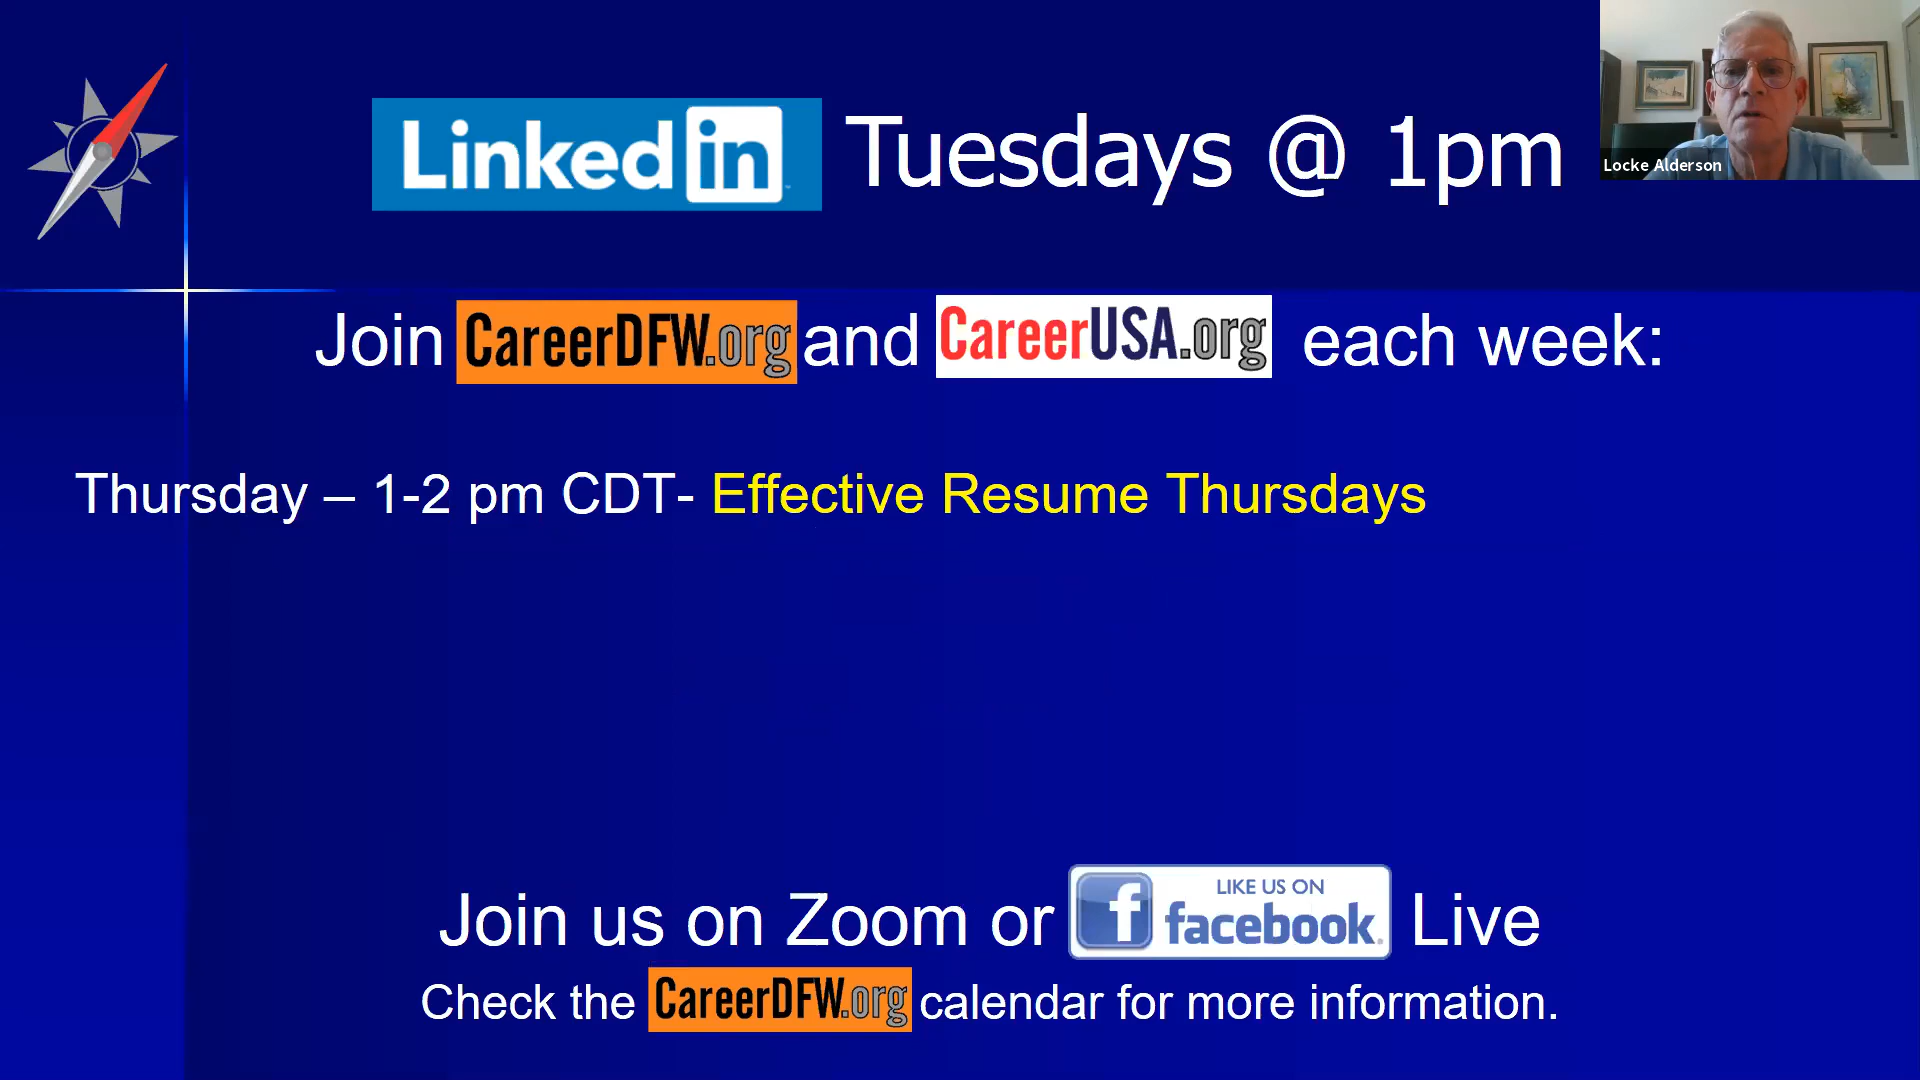 Linked in Tuesdays @ 1pm
Locke Alderson
Join CareerDFW.org and CareerUSA.org each week:
Thursday – 1-2 pm CDT- Effective Resume Thursdays
LIKE US ON
Join us on Zoom or facebook. Live
Check the CareerDFW.org calendar for more information.